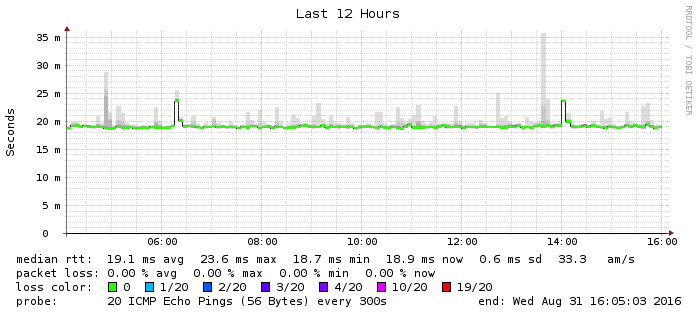 Last 12 Hours
RRDTOOL / TOBI OETIKER
Seconds
35 m
30 m
25 m
20 m
15 m
10 m
5 m
0
06:00 08:00 10:00 12:00 14:00 16:00
median rtt: 19.1 ms avg 23.6 ms max 18.7 ms min 18.9 ms now 0.6 ms sd 33.3 am/s
packet loss: 0.00 % avg 0.00 % max 0.00 % min 0.00 % now
loss color: 0 1/20 2/20 3/20 4/20 10/20 19/20
probe: 20 ICMP Echo Pings (56 Bytes) every 300s end: Wed Aug 31 16:05:03 2016